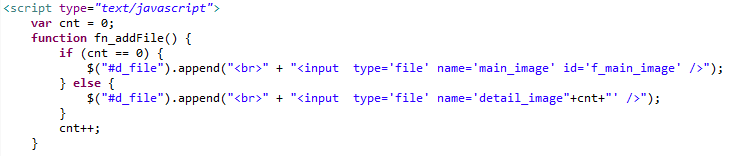 <script type="text/javascript">
    var cnt = 0;
    function fn_addFile() {
        if (cnt == 0) {
            $("#d_file").append("<br>" + "<input  type='file' name='main_image' id='f_main_image' />");
        } else {
            $("#d_file").append("<br>" + "<input  type='file' name='detail_image"+cnt+"' />");
        }
        cnt++;
    }